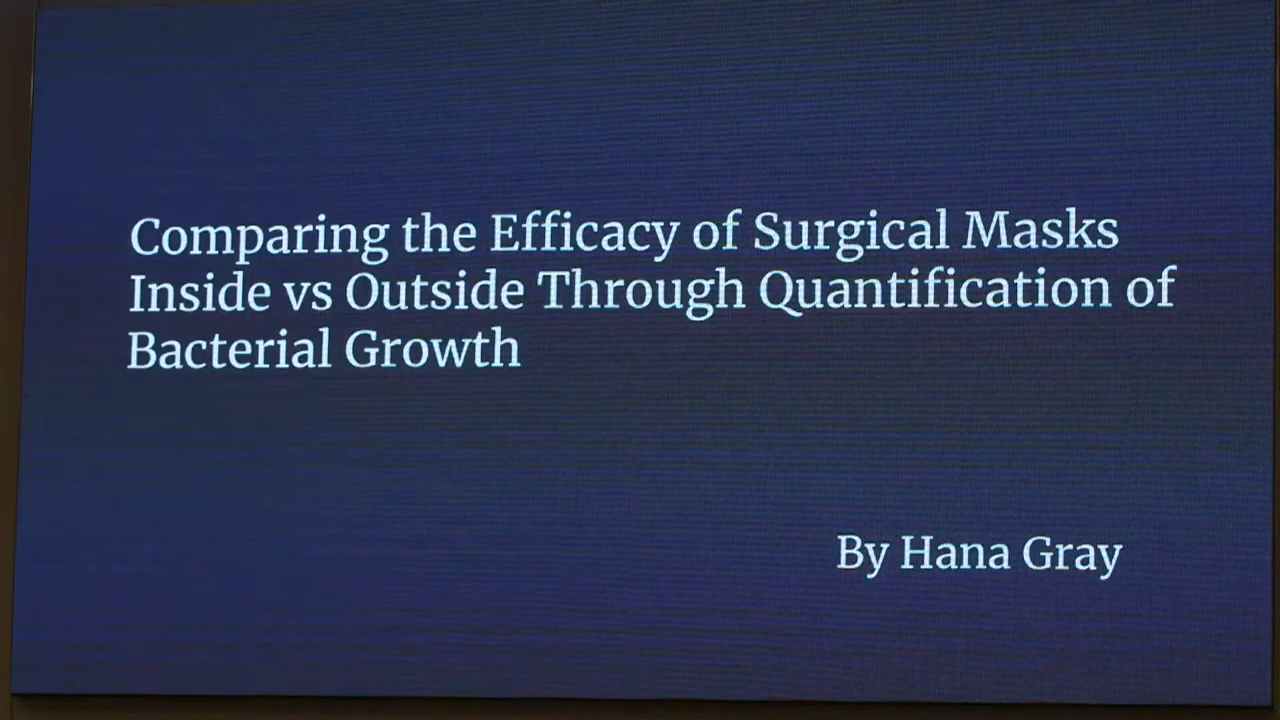 Comparing the Efficacy of Surgical Masks
Inside vs Outside Through Quantification of
Bacterial Growth
By Hana Gray